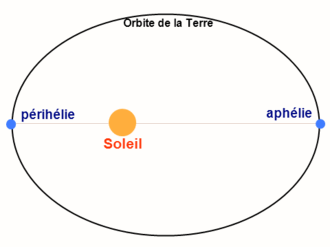 Orbite de la Terre
périhélie
aphélie
Soleil